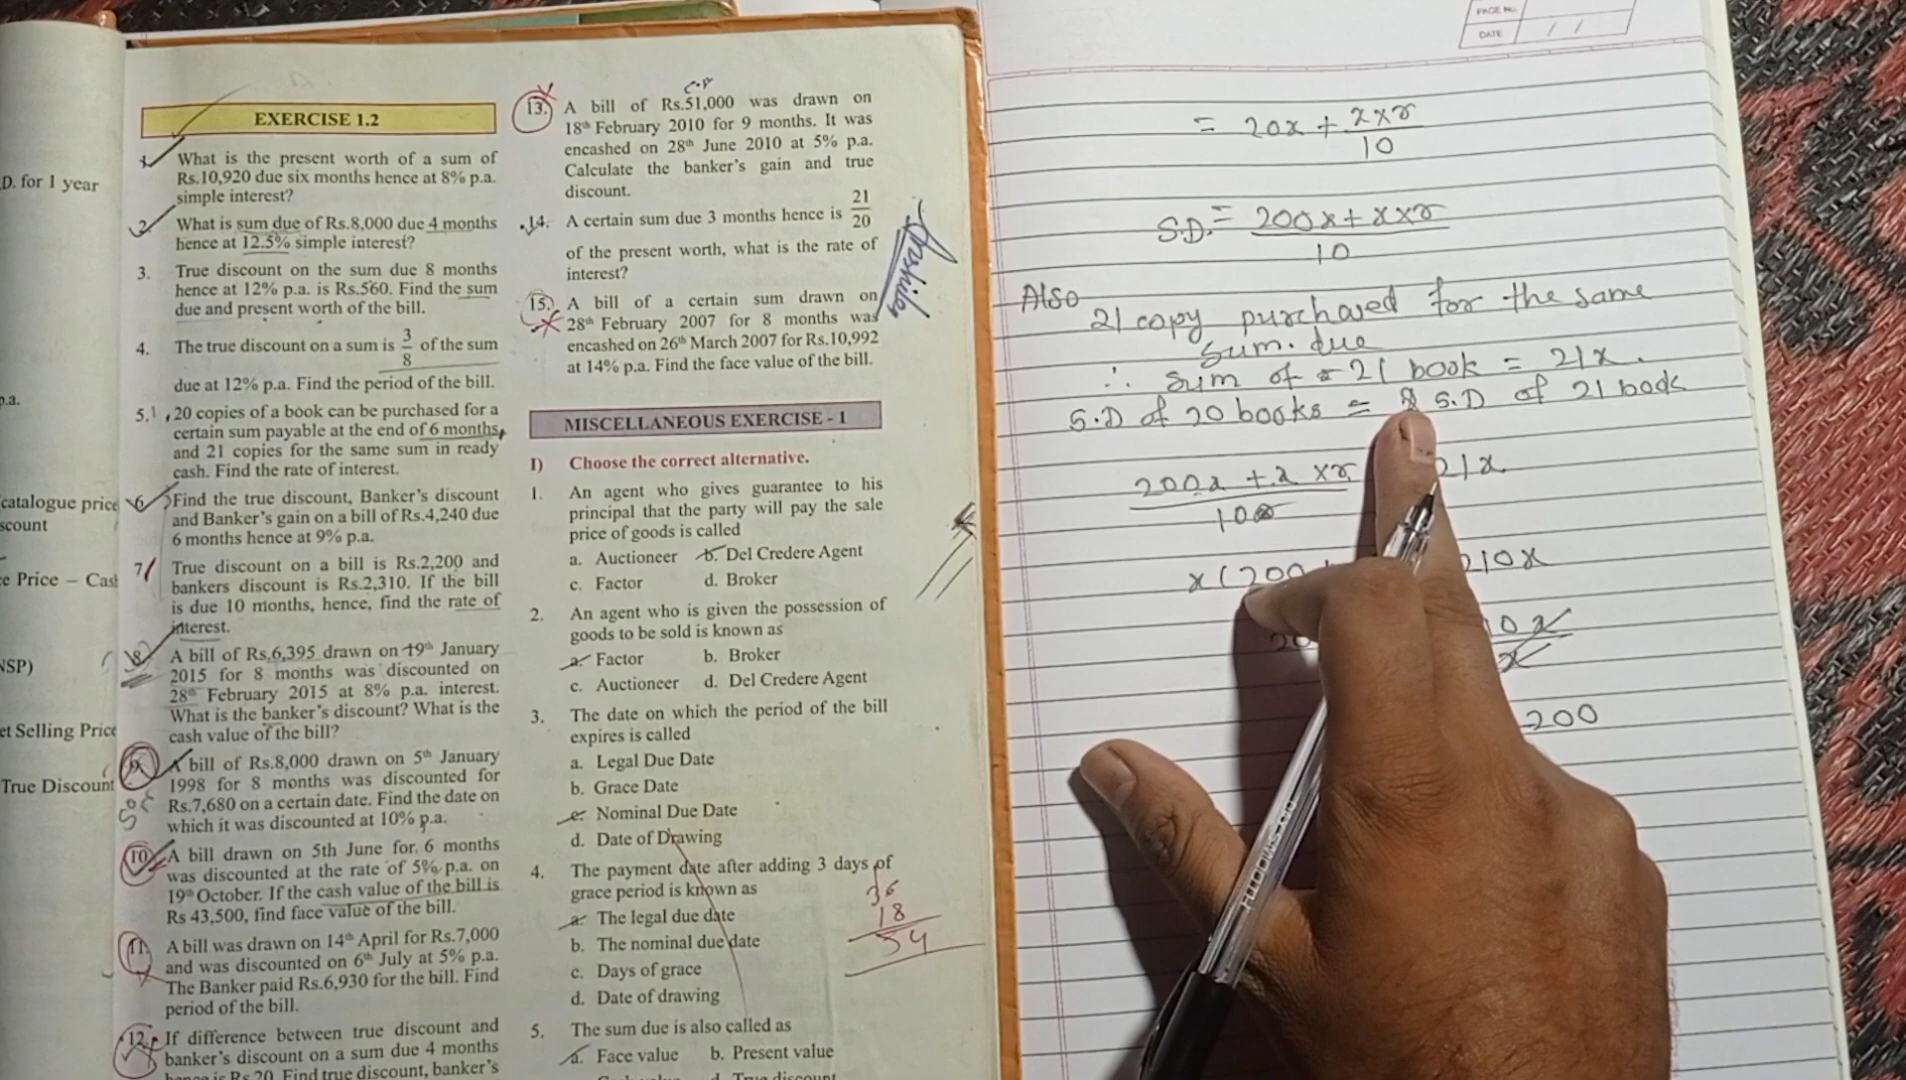 D. for 1 year
p.a.
catalogue price
scount
e Price – Cash
NSP)
et Selling Price
True Discount
EXERCISE 1.2
What is the present worth of a sum of
Rs.10,920 due six months hence at 8% p.a.
simple interest?
2. What is sum due of Rs.8,000 due 4 months
hence at 12.5% simple interest?
3. True discount on the sum due 8 months
hence at 12% p.a. is Rs.560. Find the sum
due and present worth of the bill.
4. The true discount on a sum is 3/8 of the sum
due at 12% p.a. Find the period of the bill.
5. 20 copies of a book can be purchased for a
certain sum payable at the end of 6 months,
and 21 copies for the same sum in ready
cash. Find the rate of interest.
6. Find the true discount, Banker's discount
and Banker's gain on a bill of Rs.4,240 due
6 months hence at 9% p.a.
7. True discount on a bill is Rs.2,200 and
bankers discount is Rs.2,310. If the bill
is due 10 months, hence, find the rate of
interest.
8. A bill of Rs.6,395 drawn on 19th January
2015 for 8 months was discounted on
28th February 2015 at 8% p.a. interest.
What is the banker's discount? What is the
cash value of the bill?
9. A bill of Rs.8,000 drawn on 5th January
1998 for 8 months was discounted for
Rs.7,680 on a certain date. Find the date on
which it was discounted at 10% p.a.
10. A bill drawn on 5th June for 6 months
was discounted at the rate of 5% p.a. on
19th October. If the cash value of the bill is
Rs 43,500, find face value of the bill.
11. A bill was drawn on 14th April for Rs.7,000
and was discounted on 6th July at 5% p.a.
The Banker paid Rs.6,930 for the bill. Find
period of the bill.
12. If difference between true discount and
banker's discount on a sum due 4 months
hence is Rs 20. Find true discount, banker's
13. A bill of Rs.51,000 was drawn on
18th February 2010 for 9 months. It was
encashed on 28th June 2010 at 5% p.a.
Calculate the banker's gain and true
discount.
14. A certain sum due 3 months hence is 21/20
of the present worth, what is the rate of
interest?
15. A bill of a certain sum drawn on
28th February 2007 for 8 months was
encashed on 26th March 2007 for Rs.10,992
at 14% p.a. Find the face value of the bill.
MISCELLANEOUS EXERCISE - 1
I) Choose the correct alternative.
1. An agent who gives guarantee to his
principal that the party will pay the sale
price of goods is called
a. Auctioneer b. Del Credere Agent
c. Factor d. Broker
2. An agent who is given the possession of
goods to be sold is known as
a. Factor b. Broker
c. Auctioneer d. Del Credere Agent
3. The date on which the period of the bill
expires is called
a. Legal Due Date
b. Grace Date
c. Nominal Due Date
d. Date of Drawing
4. The payment date after adding 3 days of
grace period is known as
a. The legal due date
b. The nominal due date
c. Days of grace
d. Date of drawing
5. The sum due is also called as
a. Face value b. Present value
d. True discount
36
18
54
PAGE No.
DATE / /
= 20x + x×r/10
S.D. = 200x + x×r/10
Also
21 copy purchased for the same
sum due
∴ sum of 21 book = 21x.
S.D of 20 books = S.D of 21 book
200x + x×r/10 21x
x(200 210x
200